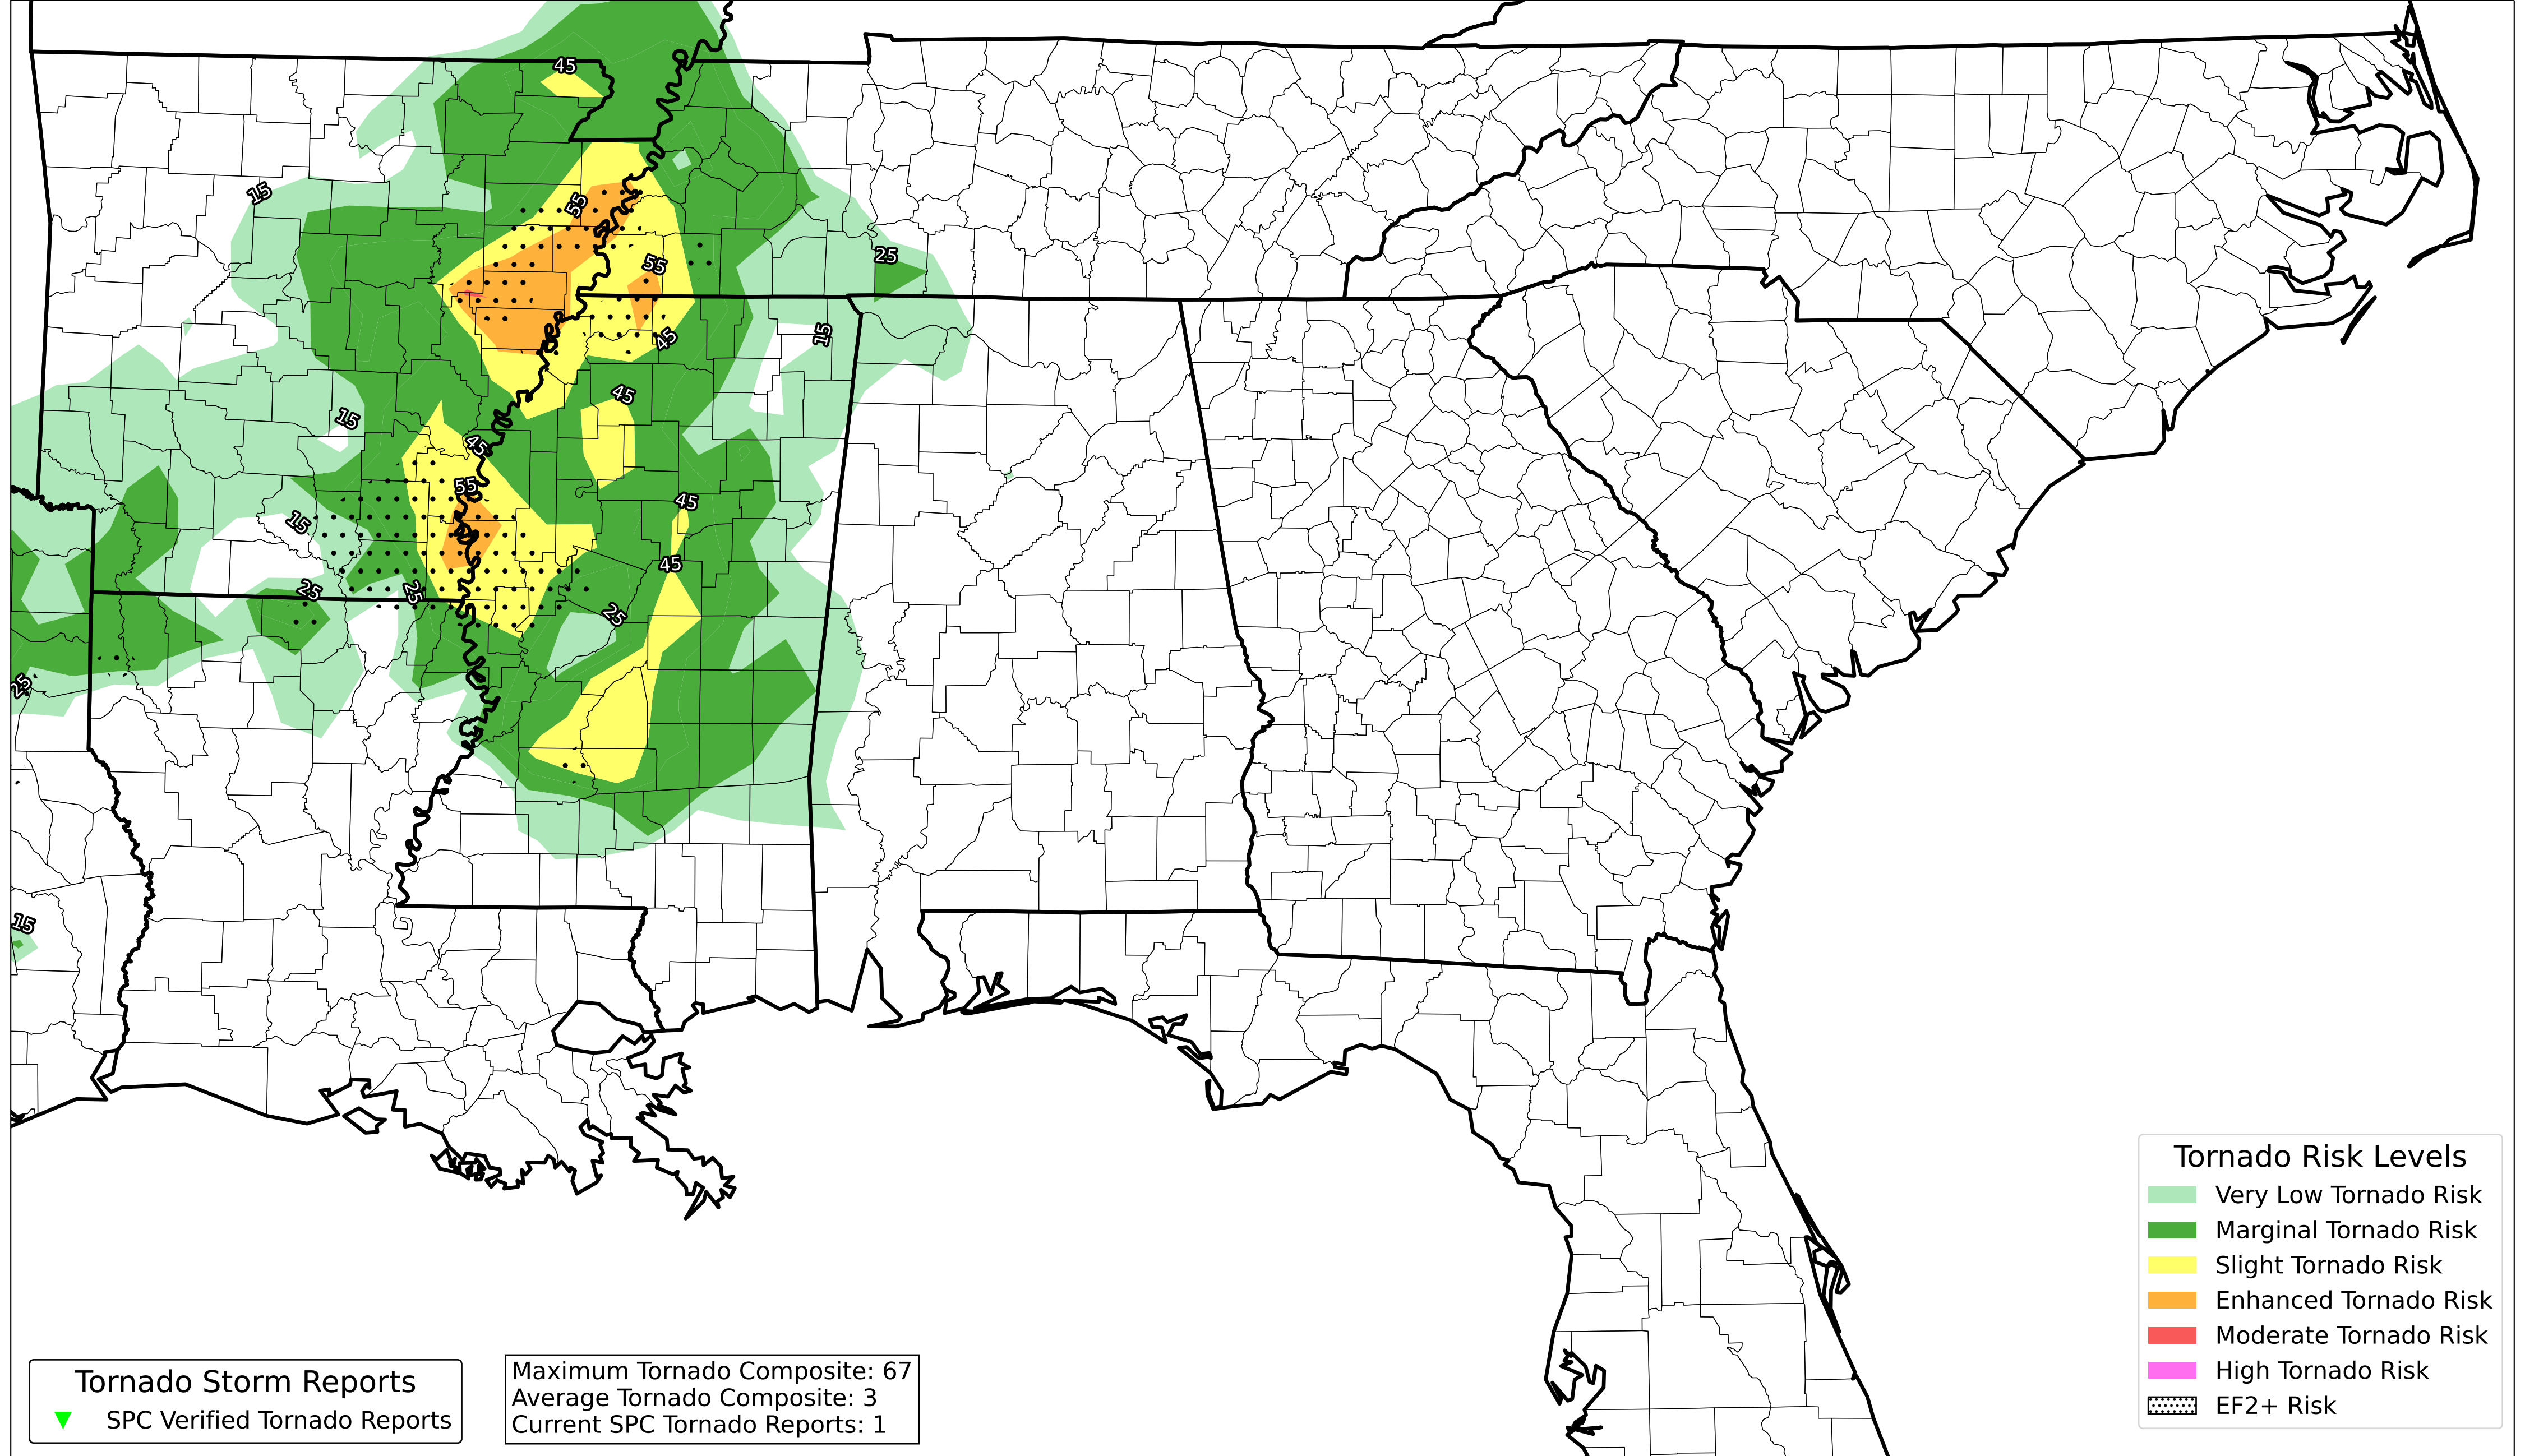 45
15
55
25
55
15
45
45
15
45
55
45
15
45
25
25
25
25
15
Tornado Risk Levels
Very Low Tornado Risk
Marginal Tornado Risk
Slight Tornado Risk
Enhanced Tornado Risk
Moderate Tornado Risk
High Tornado Risk
EF2+ Risk
Tornado Storm Reports
SPC Verified Tornado Reports
Maximum Tornado Composite: 67
Average Tornado Composite: 3
Current SPC Tornado Reports: 1